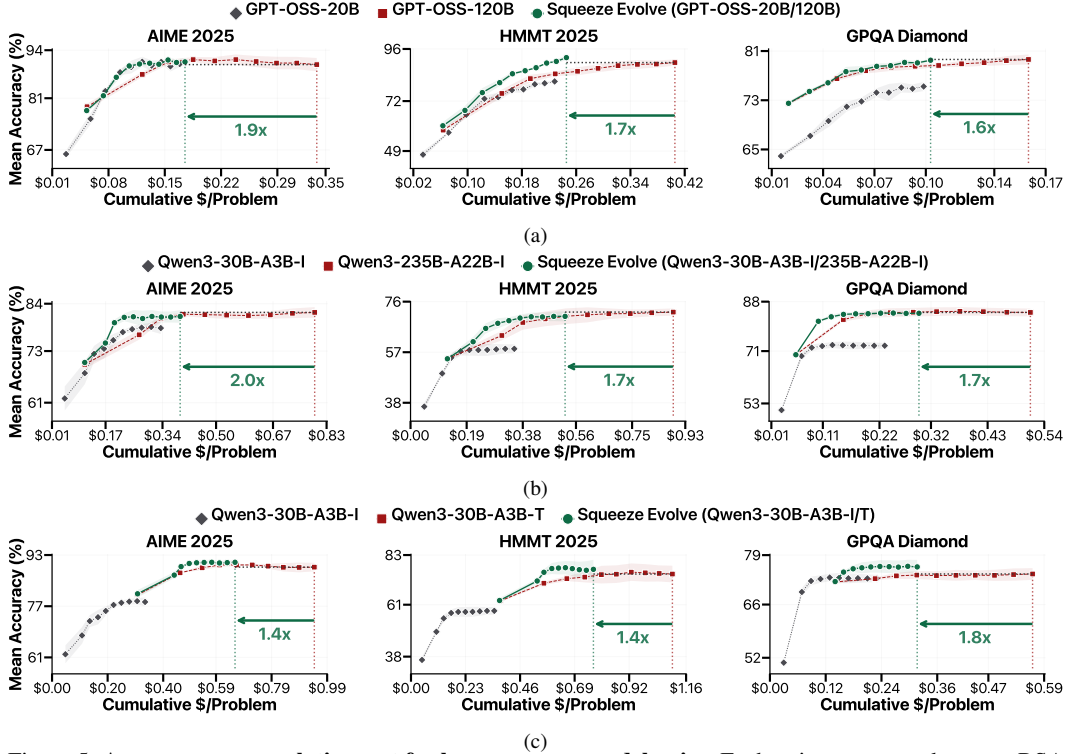 GPT-OSS-20B GPT-OSS-120B Squeeze Evolve (GPT-OSS-20B/120B)
AIME 2025 HMMT 2025 GPQA Diamond
Mean Accuracy (%)
94
81
67
1.9x
$0.01 $0.08 $0.15 $0.22 $0.29 $0.35
Cumulative $/Problem
96
72
49
1.7x
$0.02 $0.10 $0.18 $0.26 $0.34 $0.42
Cumulative $/Problem
81
73
65
1.6x
$0.01 $0.04 $0.07 $0.10 $0.14 $0.17
Cumulative $/Problem
(a)
Qwen3-30B-A3B-I Qwen3-235B-A22B-I Squeeze Evolve (Qwen3-30B-A3B-I/235B-A22B-I)
AIME 2025 HMMT 2025 GPQA Diamond
Mean Accuracy (%)
84
73
61
2.0x
$0.01 $0.17 $0.34 $0.50 $0.67 $0.83
Cumulative $/Problem
76
57
38
1.7x
$0.00 $0.19 $0.38 $0.56 $0.75 $0.93
Cumulative $/Problem
88
71
53
1.7x
$0.01 $0.11 $0.22 $0.32 $0.43 $0.54
Cumulative $/Problem
(b)
Qwen3-30B-A3B-I Qwen3-30B-A3B-T Squeeze Evolve (Qwen3-30B-A3B-I/T)
AIME 2025 HMMT 2025 GPQA Diamond
Mean Accuracy (%)
93
77
61
1.4x
$0.00 $0.20 $0.40 $0.59 $0.79 $0.99
Cumulative $/Problem
83
61
38
1.4x
$0.00 $0.23 $0.46 $0.69 $0.92 $1.16
Cumulative $/Problem
79
66
52
1.8x
$0.00 $0.12 $0.24 $0.36 $0.47 $0.59
Cumulative $/Problem
(c)